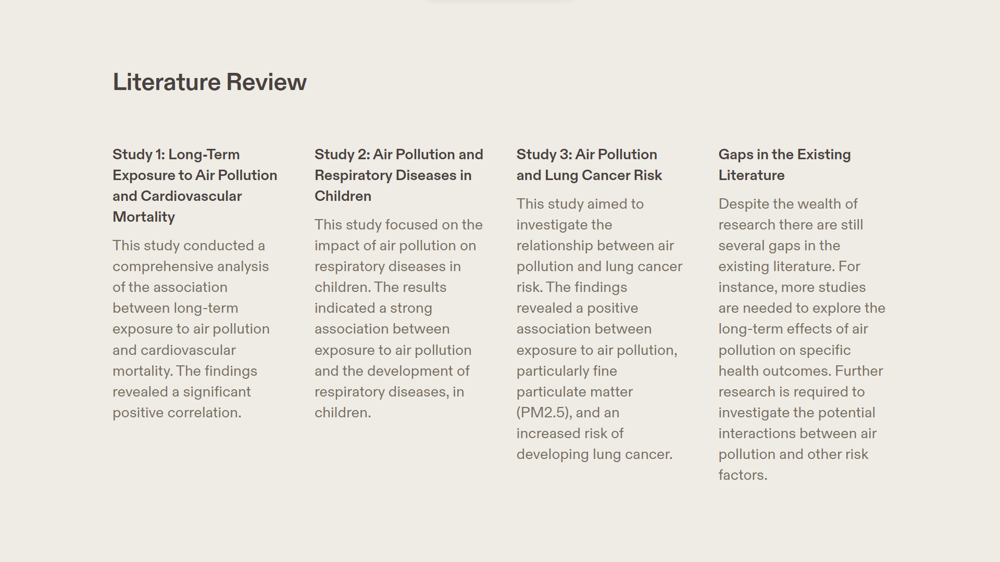 Literature Review
Study 1: Long-Term
Exposure to Air Pollution
and Cardiovascular
Mortality
This study conducted a
comprehensive analysis
of the association
between long-term
exposure to air pollution
and cardiovascular
mortality. The findings
revealed a significant
positive correlation.
Study 2: Air Pollution and
Respiratory Diseases in
Children
This study focused on the
impact of air pollution on
respiratory diseases in
children. The results
indicated a strong
association between
exposure to air pollution
and the development of
respiratory diseases, in
children.
Study 3: Air Pollution
and Lung Cancer Risk
This study aimed to
investigate the
relationship between air
pollution and lung cancer
risk. The findings
revealed a positive
association between
exposure to air pollution,
particularly fine
particulate matter
(PM2.5), and an
increased risk of
developing lung cancer.
Gaps in the Existing
Literature
Despite the wealth of
research there are still
several gaps in the
existing literature. For
instance, more studies
are needed to explore the
long-term effects of air
pollution on specific
health outcomes. Further
research is required to
investigate the potential
interactions between air
pollution and other risk
factors.